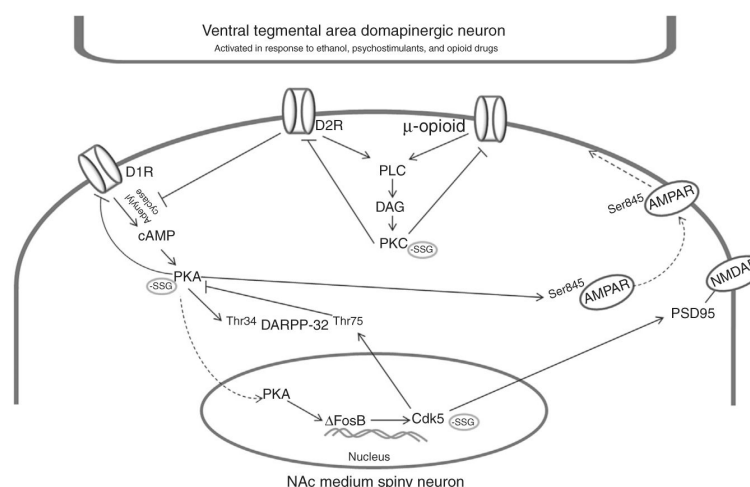 Ventral tegmental area domapinergic neuron
Activated in response to ethanol, psychostimulants, and opioid drugs
D2R
μ-opioid
D1R
PLC
Adenylyl
cyclase
Ser845
AMPAR
DAG
cAMP
PKC
-SSG
NMDAR
PKA
-SSG
Ser845
AMPAR
PSD95
Thr34 DARPP-32 Thr75
PKA
ΔFosB
Cdk5
-SSG
Nucleus
NAc medium spiny neuron